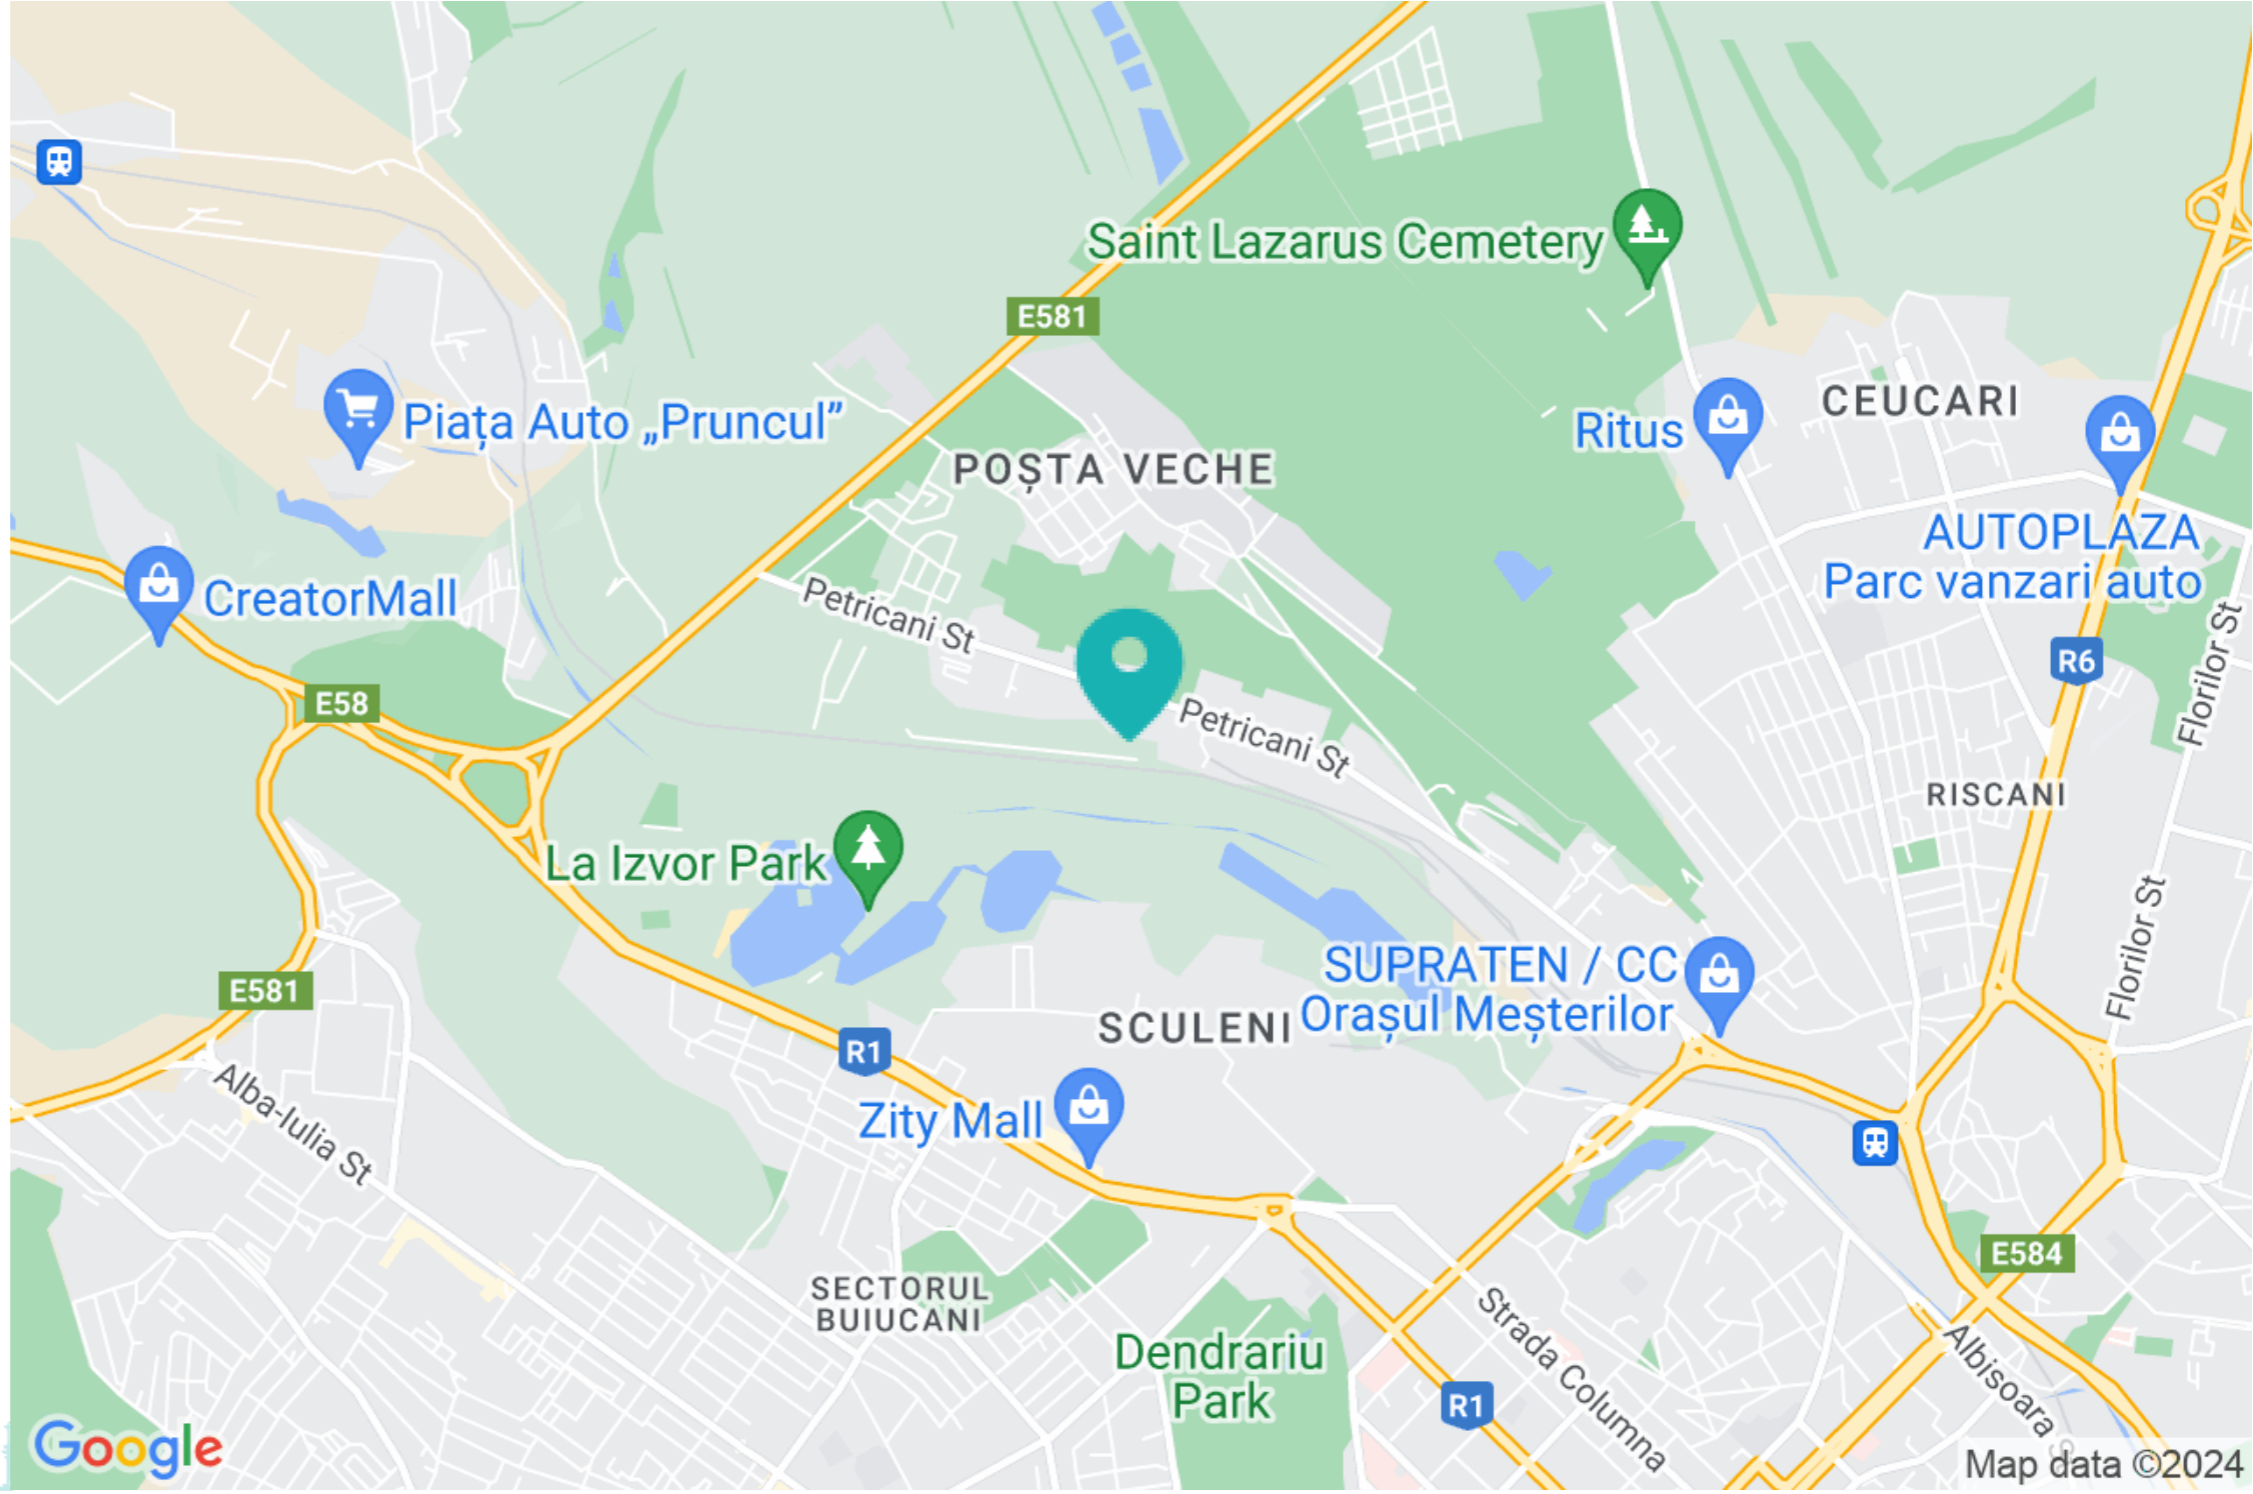 Saint Lazarus Cemetery
E581
Piața Auto „Pruncul”
POȘTA VECHE
Ritus
CEUCARI
AUTOPLAZA
Parc vanzari auto
CreatorMall
Petricani St
R6
Florilor St
E58
Petricani St
RISCANI
La Izvor Park
Florilor St
SUPRATEN / CC
Orașul Meșterilor
E581
SCULENI
R1
Alba-Iulia St
Zity Mall
E584
SECTORUL
BUIUCANI
Dendrariu
Park
Strada Columna
R1
Albisoara S
Google
Map data ©2024